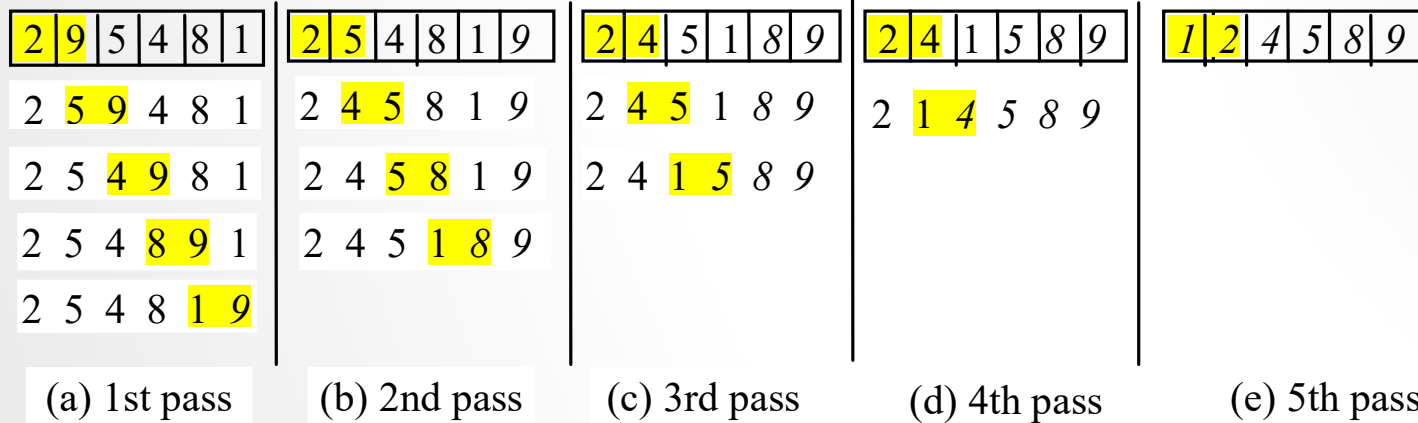 2 9 5 4 8 1
2 5 9 4 8 1
2 5 4 9 8 1
2 5 4 8 9 1
2 5 4 8 1 9
(a) 1st pass
2 5 4 8 1 9
2 4 5 8 1 9
2 4 5 8 1 9
2 4 5 1 8 9
(b) 2nd pass
2 4 5 1 8 9
2 4 5 1 8 9
2 4 1 5 8 9
(c) 3rd pass
2 4 1 5 8 9
2 1 4 5 8 9
(d) 4th pass
1 2 4 5 8 9
(e) 5th pass